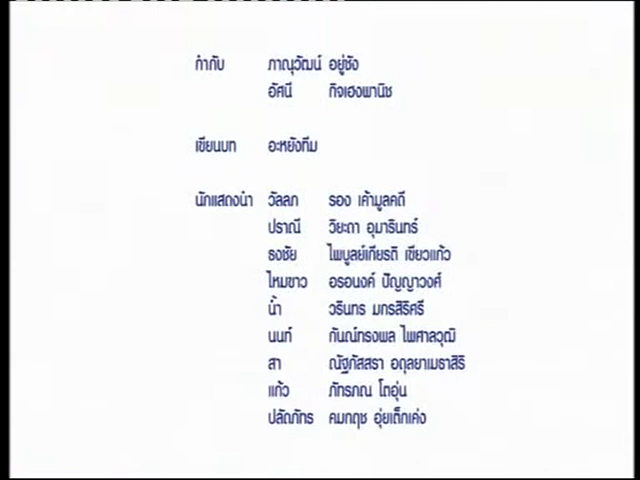 กำกับ ภาณุวัฒน์ อยู่ชัง
อัศนี กิจเฮงพานิช
เขียนบท อะหยังทีม
นักแสดงนำ วัลลภ รอง เค้ามูลคดี
ปราณี วิยะดา อุมารินทร์
ธงชัย ไพบูลย์เกียรติ เขียวแก้ว
ไหมขาว อรอนงค์ ปัญญาวงศ์
น้ำ วรินทร มกรสิริศรี
นนท์ กันณ์ทรงพล ไพศาลวุฒิ
สา ณัฐภัสสรา อดุลยาเมธาสิริ
แก้ว ภัทรภณ โตอุ่น
ปลัดภัทร คมกฤช อุ่ยเต็กเค่ง